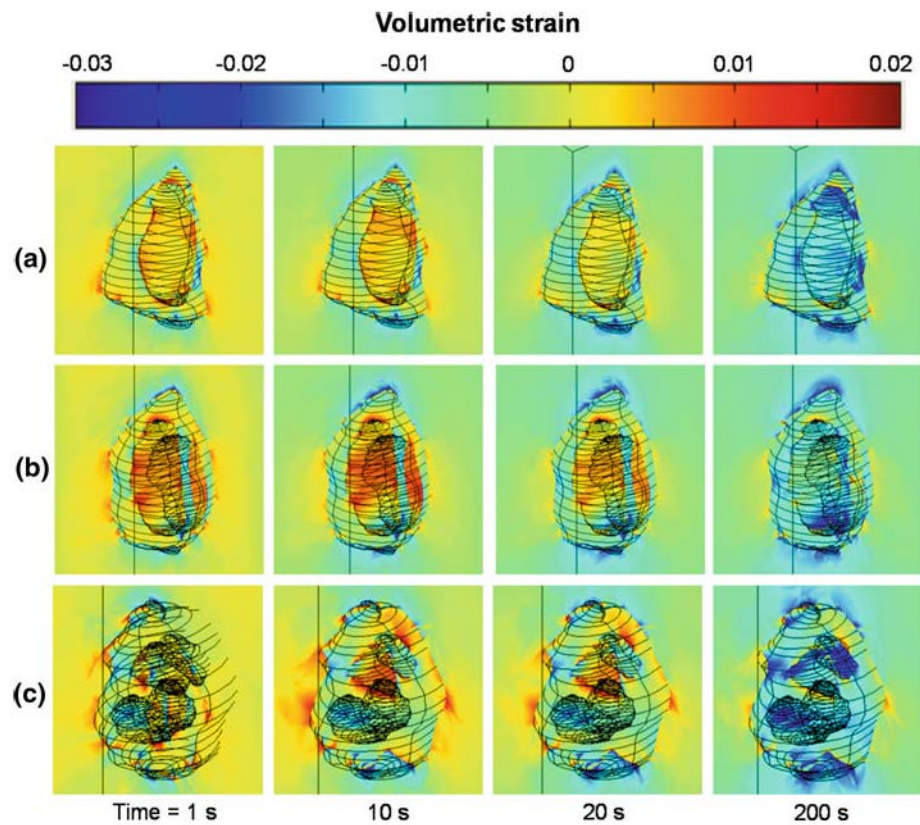 Volumetric strain
-0.03 -0.02 -0.01 0 0.01 0.02
(a)
(b)
(c)
Time = 1 s 10 s 20 s 200 s